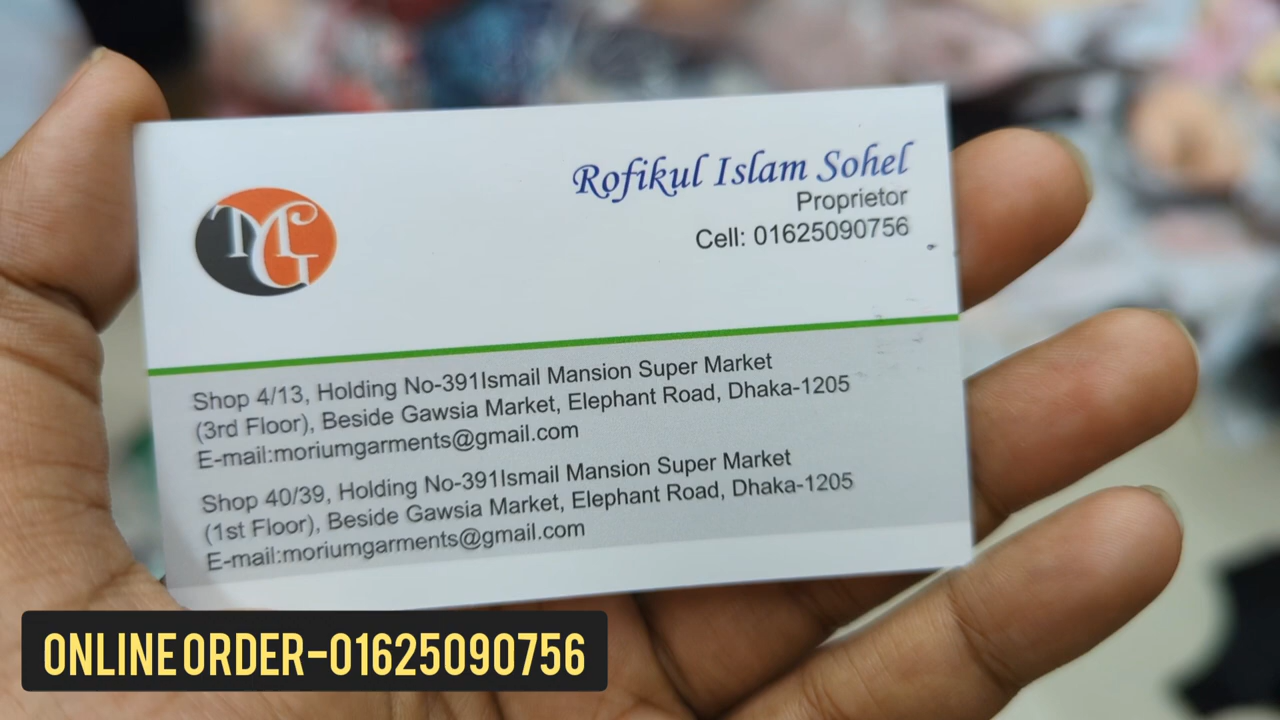 MG
Rofikul Islam Sohel
Proprietor
Cell: 01625090756
Shop 4/13, Holding No-391Ismail Mansion Super Market
(3rd Floor), Beside Gawsia Market, Elephant Road, Dhaka-1205
E-mail:moriumgarments@gmail.com
Shop 40/39, Holding No-391Ismail Mansion Super Market
(1st Floor), Beside Gawsia Market, Elephant Road, Dhaka-1205
E-mail:moriumgarments@gmail.com
ONLINE ORDER-01625090756